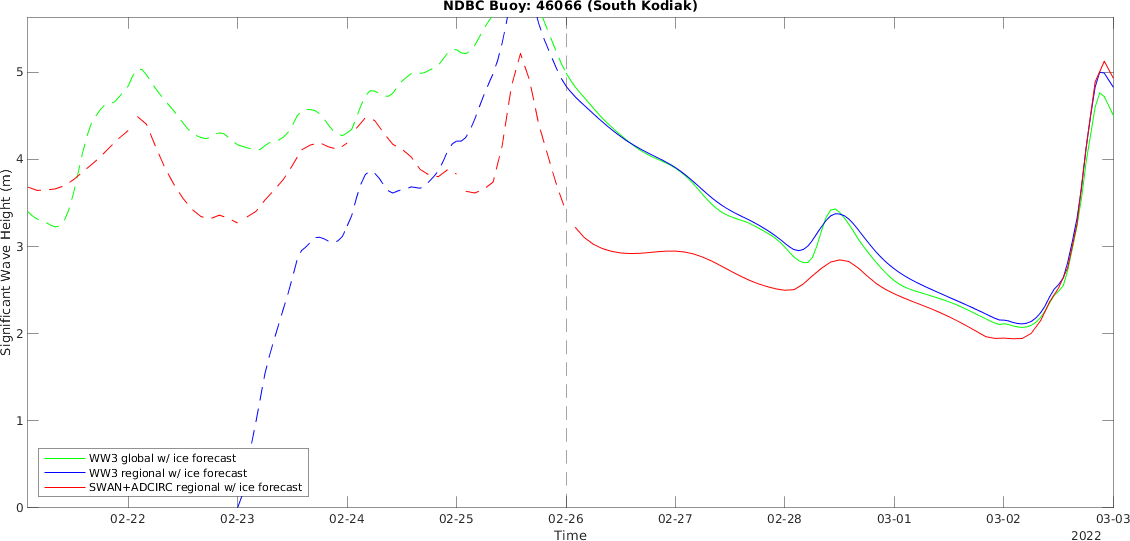 NDBC Buoy: 46066 (South Kodiak)
Significant Wave Height (m)
5
4
3
2
1
0
WW3 global w/ ice forecast
WW3 regional w/ ice forecast
SWAN+ADCIRC regional w/ ice forecast
02-22 02-23 02-24 02-25 02-26 02-27 02-28 03-01 03-02 03-03
Time
2022